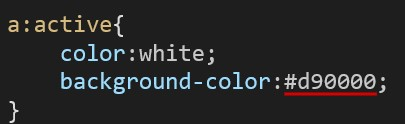 a:active{
    color:white;
    background-color:#d90000;
}